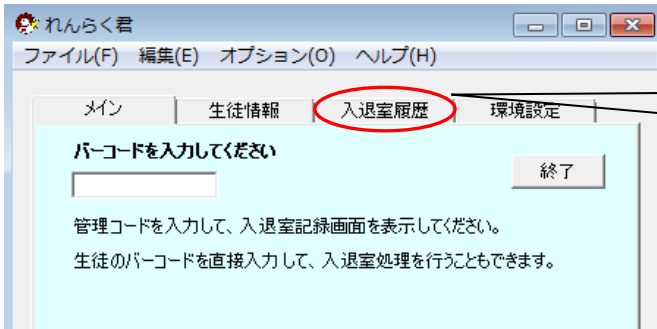 れんらく君
ファイル(F) 編集(E) オプション(O) ヘルプ(H)
メイン 生徒情報 入退室履歴 環境設定
バーコードを入力してください
終了
管理コードを入力して、入退室記録画面を表示してください。
生徒のバーコードを直接入力して、入退室処理を行うこともできます。